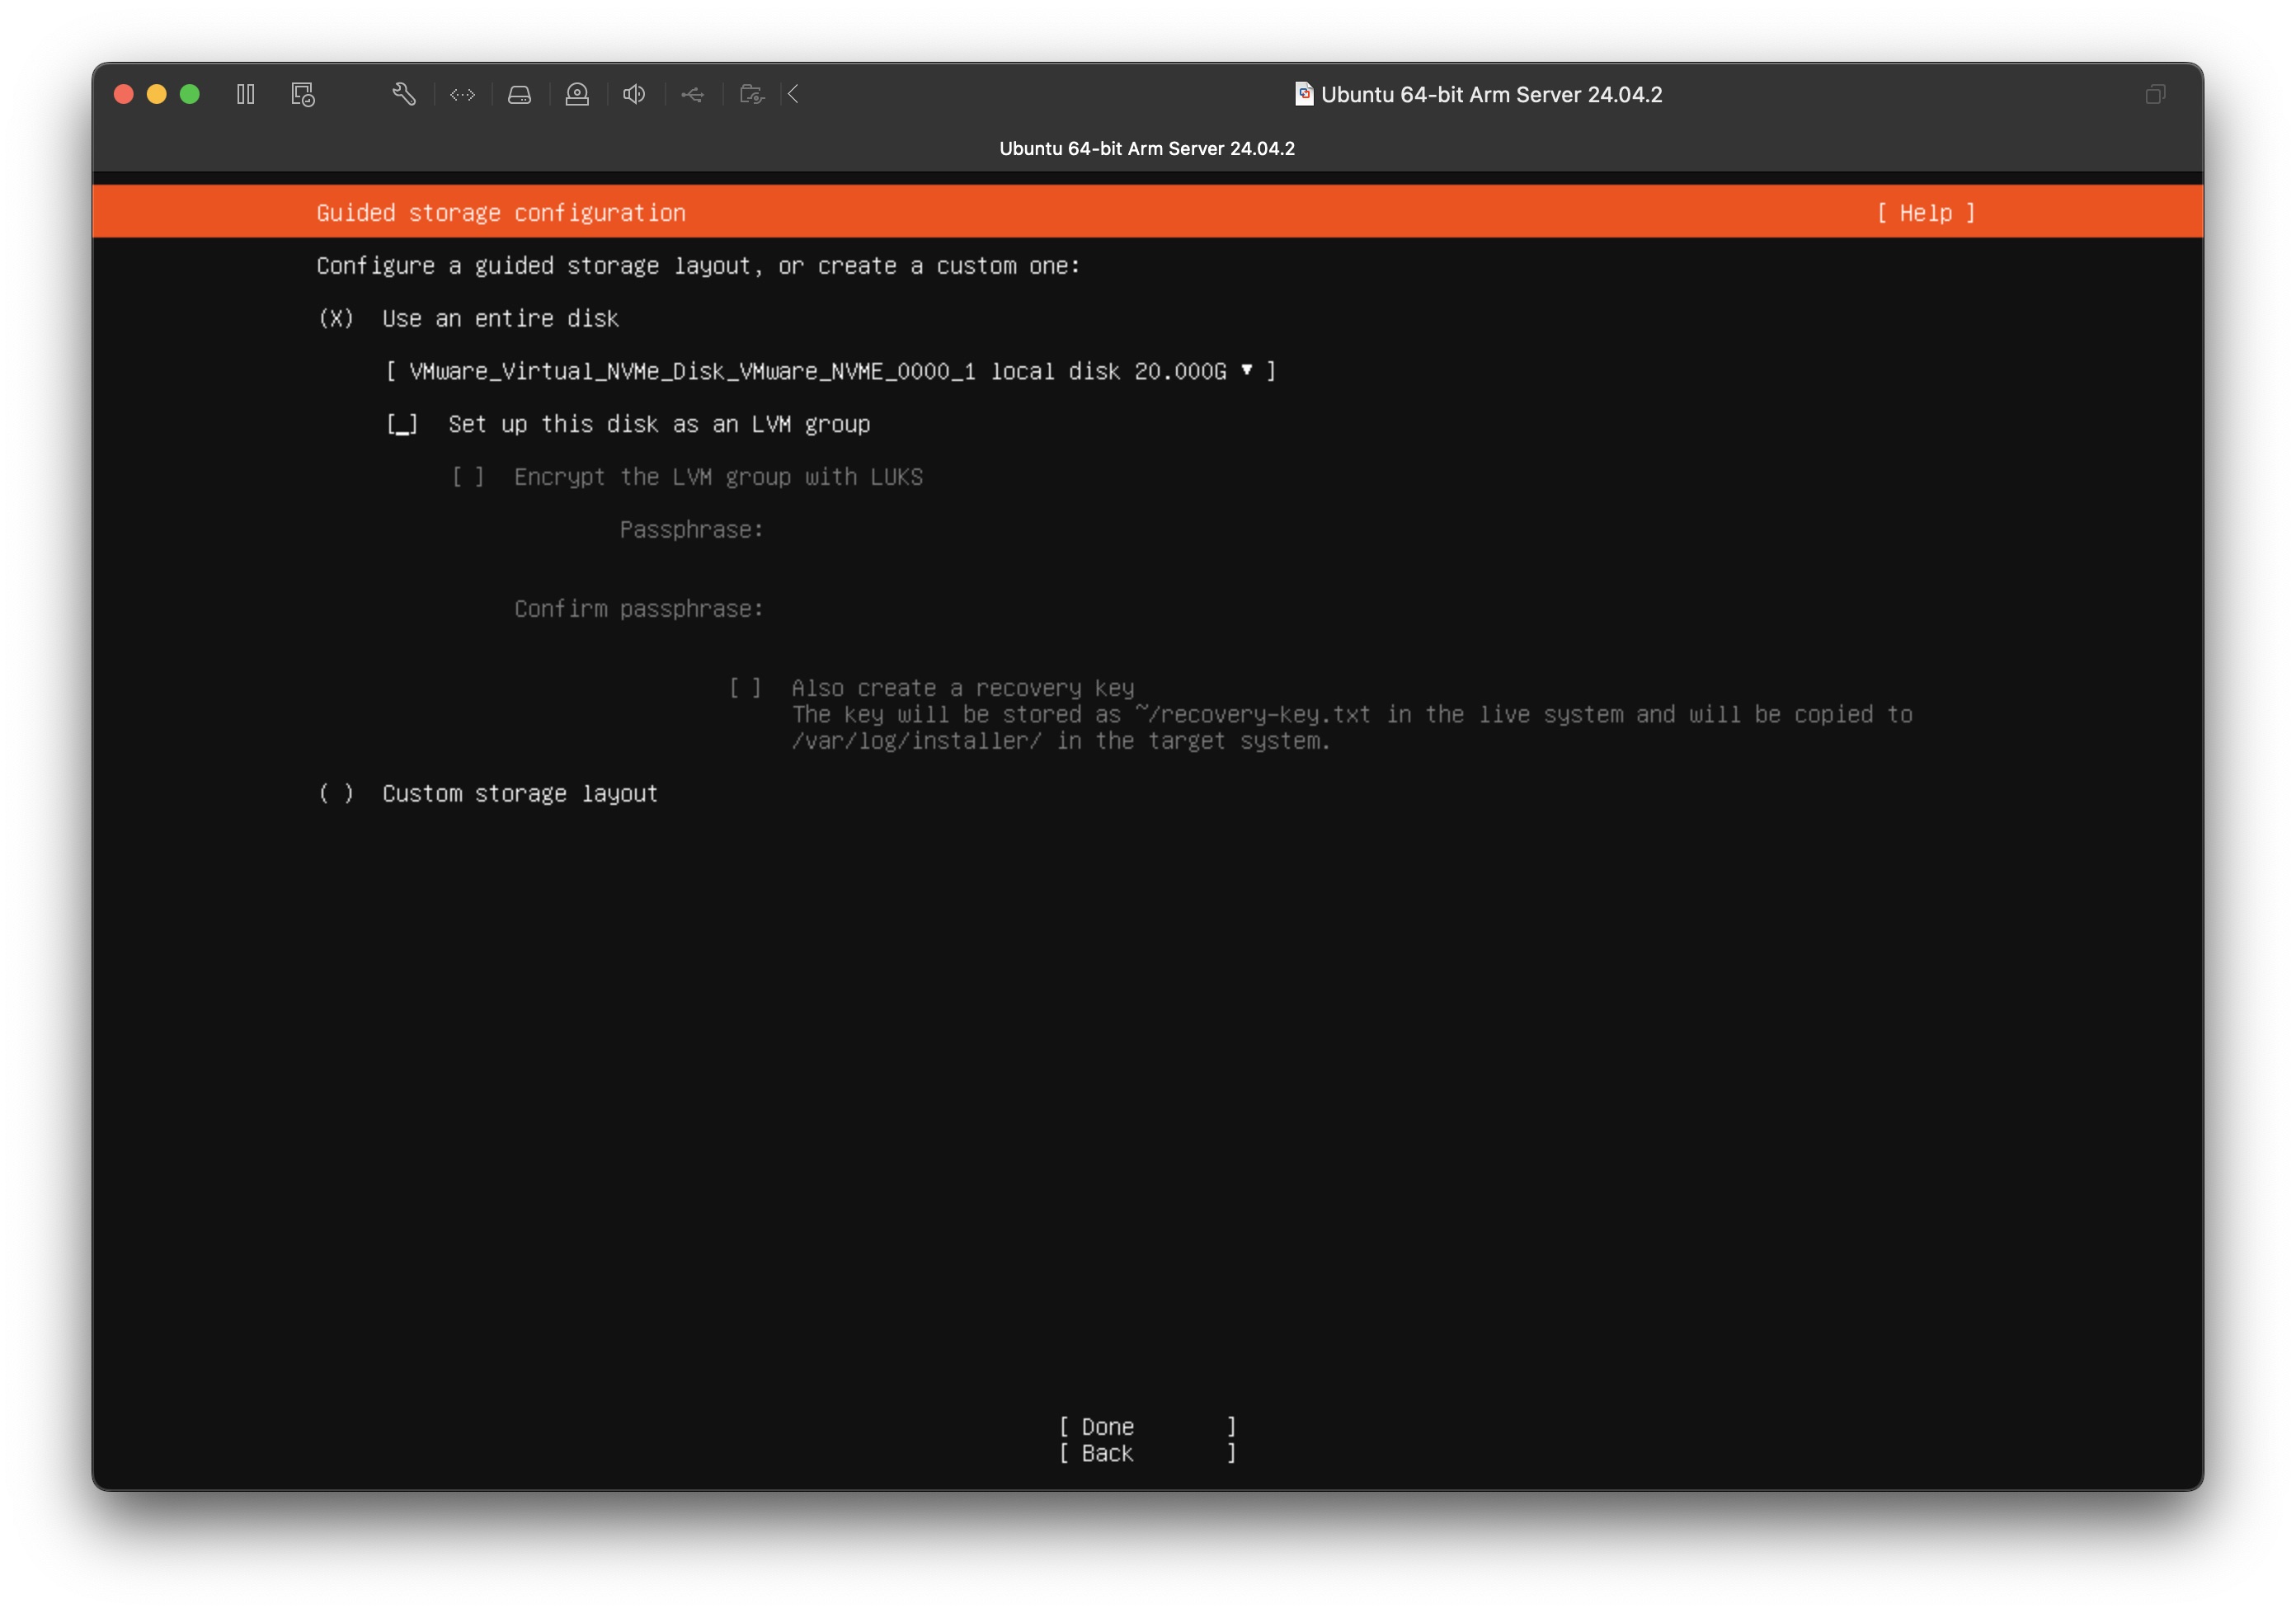 Ubuntu 64-bit Arm Server 24.04.2
Ubuntu 64-bit Arm Server 24.04.2
Guided storage configuration [ Help ]
Configure a guided storage layout, or create a custom one:
(X) Use an entire disk
[ VMware_Virtual_NVMe_Disk_VMware_NVME_0000_1 local disk 20.000G ▾ ]
[_] Set up this disk as an LVM group
[ ] Encrypt the LVM group with LUKS
Passphrase:
Confirm passphrase:
[ ] Also create a recovery key
The key will be stored as ~/recovery-key.txt in the live system and will be copied to
/var/log/installer/ in the target system.
( ) Custom storage layout
[ Done ]
[ Back ]